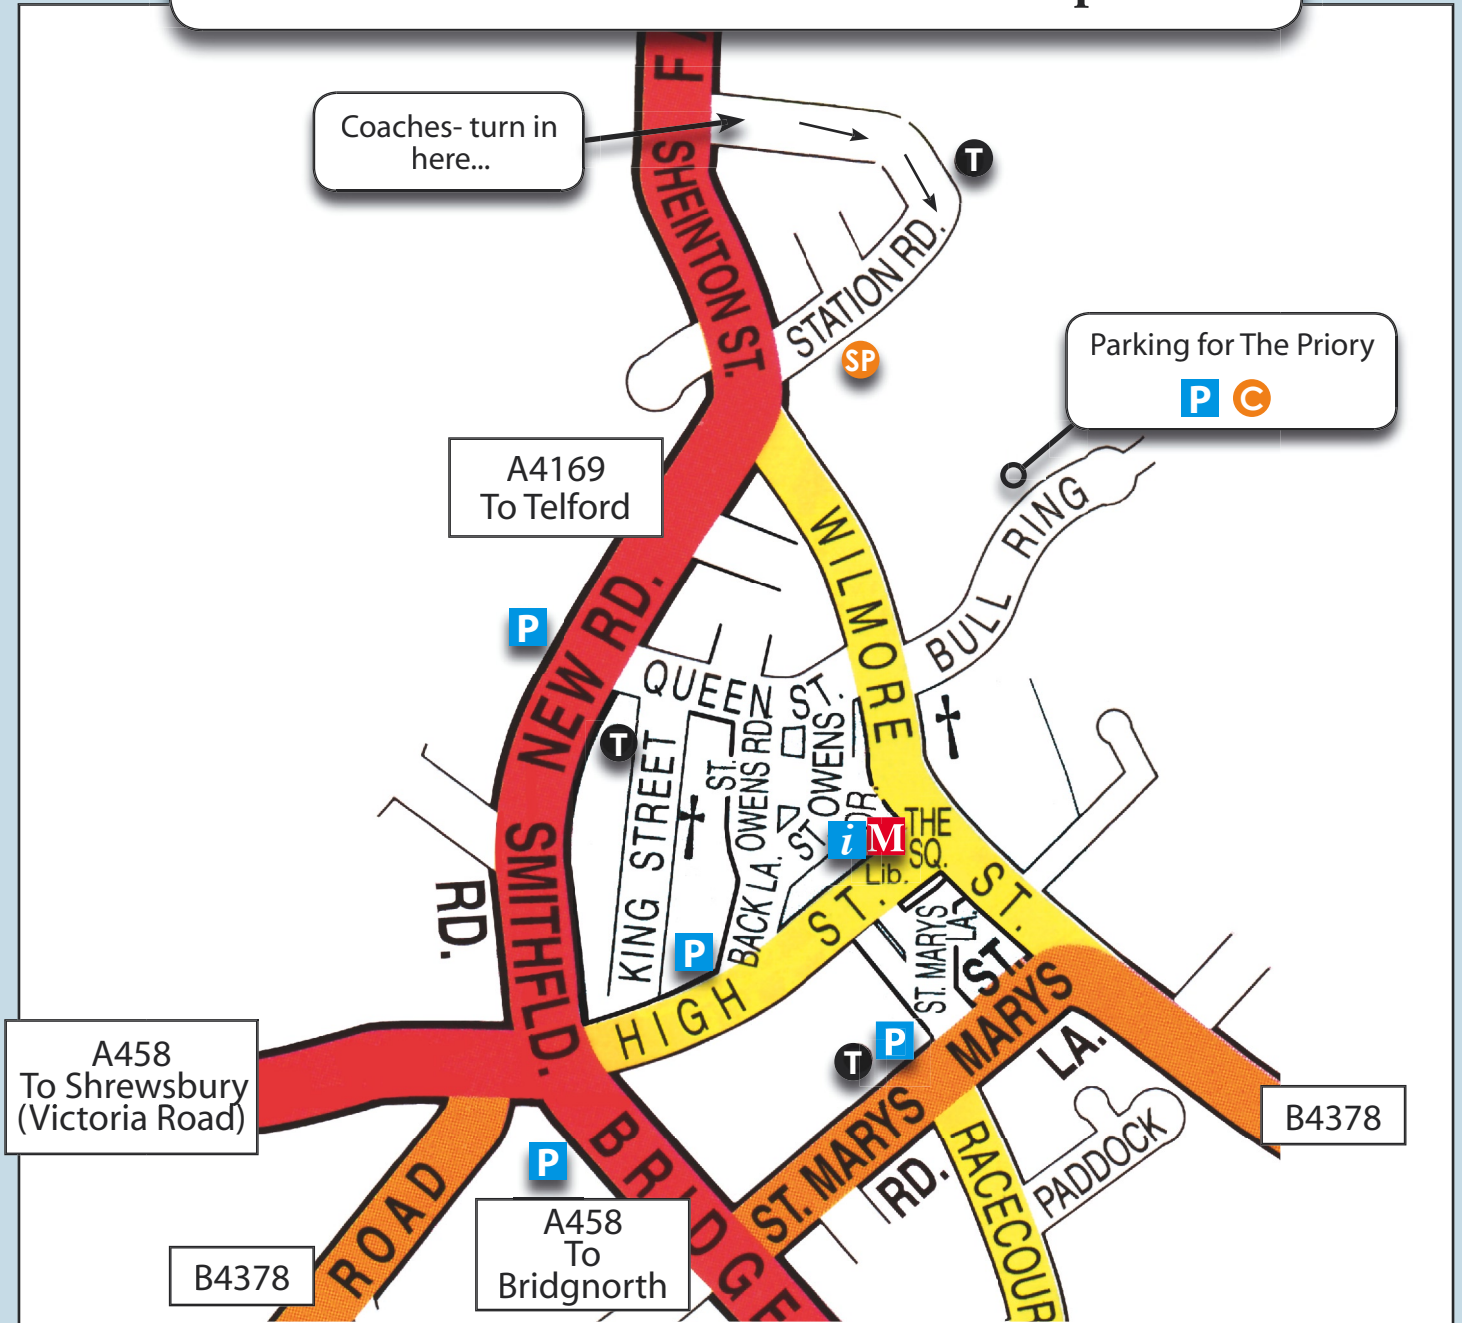 Coaches- turn in
here...
F
SHEINTON ST.
T
STATION RD.
SP
Parking for The Priory
P C
A4169
To Telford
WILMORE
BULL RING
P
NEW RD.
QUEEN ST.
T
KING STREET
ST. OWENS RD.
ST OWENS
DR.
BACK LA.
i M
THE
SQ.
Lib.
ST.
RD.
SMITHFLD.
P
HIGH ST.
ST. MARYS
LA.
ST. MARYS
LA.
T P
A458
To Shrewsbury
(Victoria Road)
B4378
PADDOCK
ST. MARYS
RD.
RACECOUR
P
BRIDGE
A458
To
Bridgnorth
ROAD
B4378